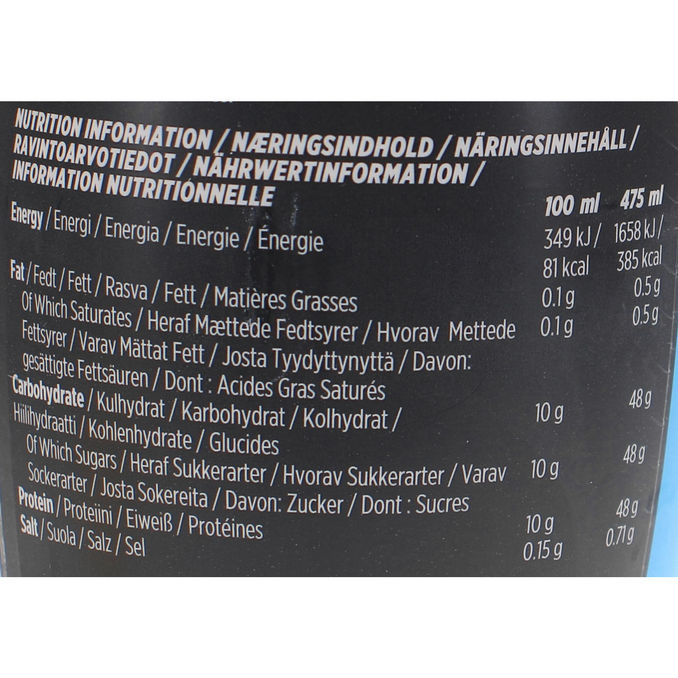 NUTRITION INFORMATION / NÆRINGSINDHOLD / NÄRINGSINNEHÅLL /
RAVINTOARVOTIEDOT / NÄHRWERTINFORMATION /
INFORMATION NUTRITIONNELLE
100 ml 475 ml
Energy / Energi / Energia / Energie / Énergie 349 kJ / 1658 kJ /
81 kcal 385 kcal
Fat / Fedt / Fett / Rasva / Fett / Matières Grasses 0.1 g 0.5 g
Of Which Saturates / Heraf Mættede Fedtsyrer / Hvorav Mettede 0.1 g 0.5 g
Fettsyrer / Varav Mättat Fett / Josta Tyydyttynyttä / Davon:
gesättigte Fettsäuren / Dont : Acides Gras Saturés
Carbohydrate / Kulhydrat / Karbohydrat / Kolhydrat / 10 g 48 g
Hiilihydraatti / Kohlenhydrate / Glucides
Of Which Sugars / Heraf Sukkerarter / Hvorav Sukkerarter / Varav 10 g 48 g
Sockerarter / Josta Sokereita / Davon: Zucker / Dont : Sucres
Protein / Proteiini / Eiweiß / Protéines 10 g 48 g
Salt / Suola / Salz / Sel 0.15 g 0.71 g